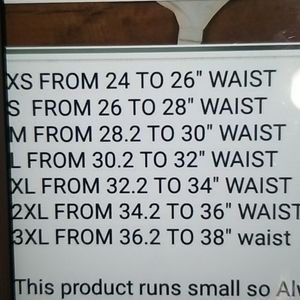 XS FROM 24 TO 26" WAIST
S FROM 26 TO 28" WAIST
M FROM 28.2 TO 30" WAIST
L FROM 30.2 TO 32" WAIST
XL FROM 32.2 TO 34" WAIST
2XL FROM 34.2 TO 36" WAIST
3XL FROM 36.2 TO 38" waist
This product runs small so